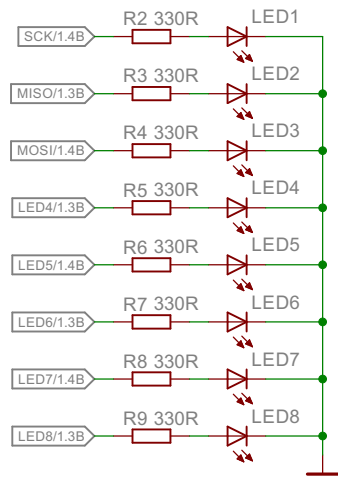 R2 330R LED1
SCK/1.4B
R3 330R LED2
MISO/1.3B
R4 330R LED3
MOSI/1.4B
R5 330R LED4
LED4/1.3B
R6 330R LED5
LED5/1.4B
R7 330R LED6
LED6/1.3B
R8 330R LED7
LED7/1.4B
R9 330R LED8
LED8/1.3B